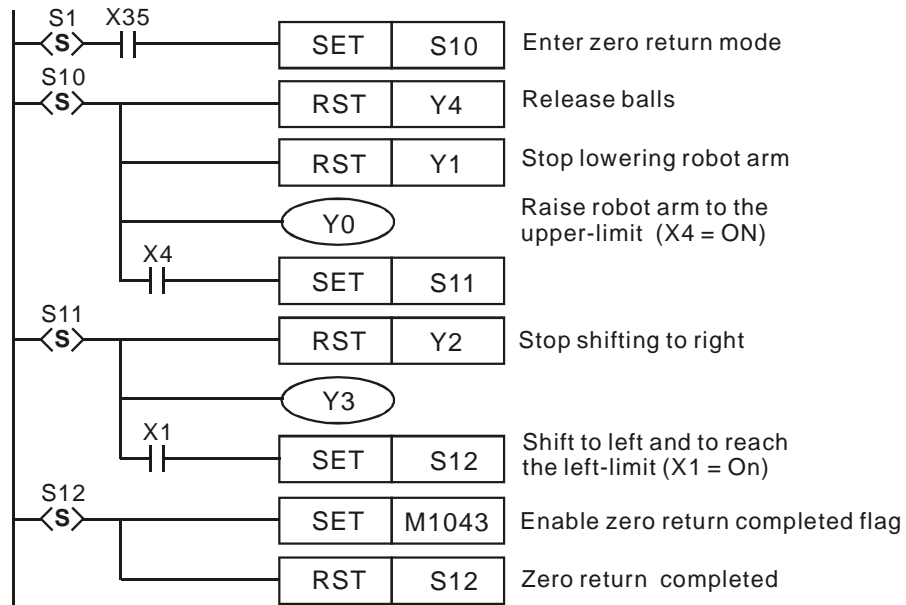 S1 X35
S SET S10 Enter zero return mode
S10
S RST Y4 Release balls
RST Y1 Stop lowering robot arm
Y0 Raise robot arm to the
upper-limit (X4 = ON)
X4
SET S11
S11
S RST Y2 Stop shifting to right
Y3
X1
SET S12 Shift to left and to reach
the left-limit (X1 = On)
S12
S SET M1043 Enable zero return completed flag
RST S12 Zero return completed